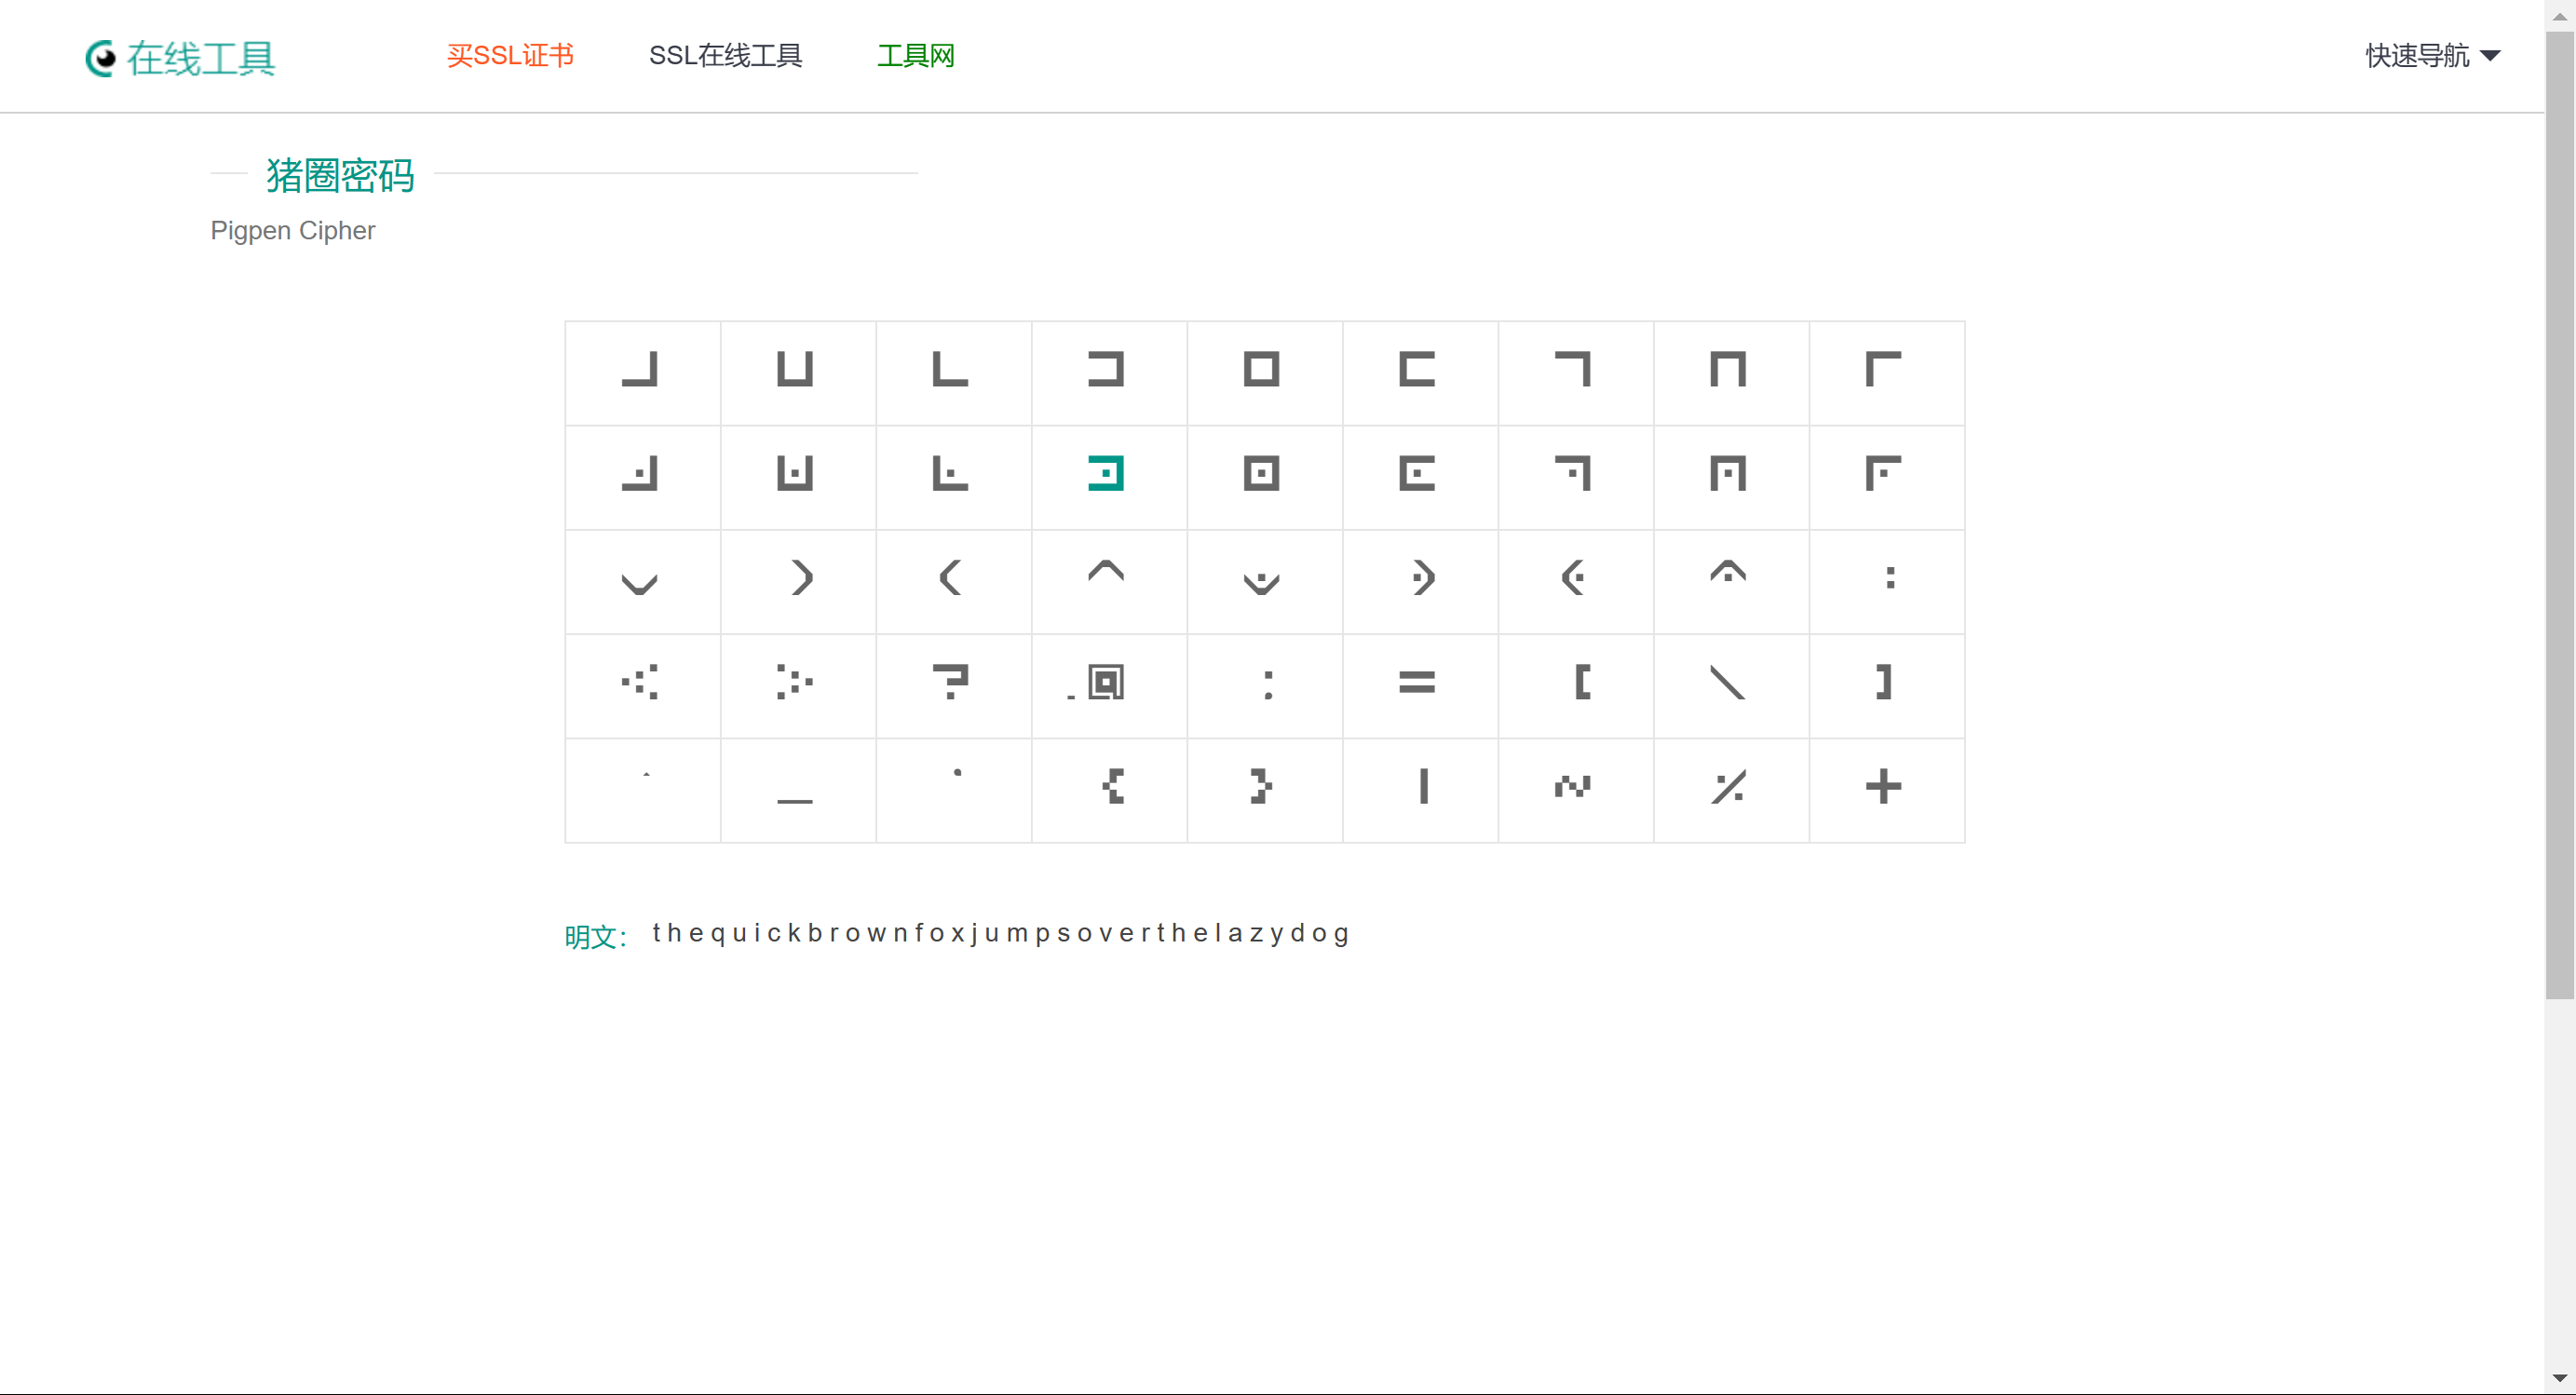 在线工具 买SSL证书 SSL在线工具 工具网 快速导航
猪圈密码
Pigpen Cipher
明文： t h e q u i c k b r o w n f o x j u m p s o v e r t h e l a z y d o g